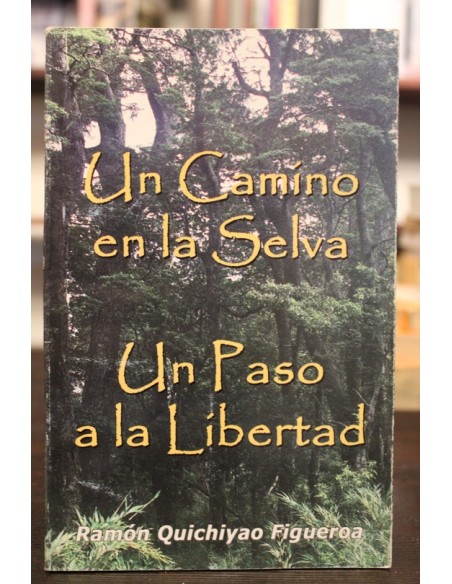 Un Camino
en la Selva
Un Paso
a la Libertad
Ramón Quichiyao Figueroa